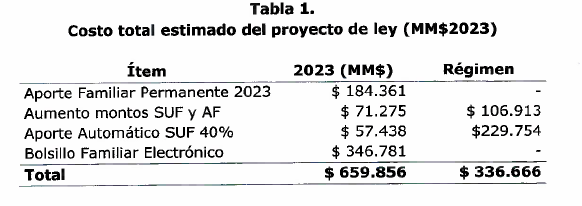 Tabla 1.
Costo total estimado del proyecto de ley (MM$2023)
Ítem 2023 (MM$) Régimen
Aporte Familiar Permanente 2023 $ 184.361 -
Aumento montos SUF y AF $ 71.275 $ 106.913
Aporte Automático SUF 40% $ 57.438 $229.754
Bolsillo Familiar Electrónico $ 346.781 -
Total $ 659.856 $ 336.666